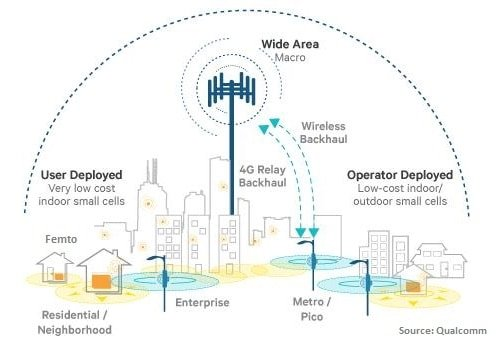 Wide Area
Macro
Wireless
Backhaul
4G Relay
Backhaul
User Deployed
Very low cost
indoor small cells
Operator Deployed
Low-cost indoor/
outdoor small cells
Femto
Residential /
Neighborhood
Enterprise
Metro /
Pico
Source: Qualcomm